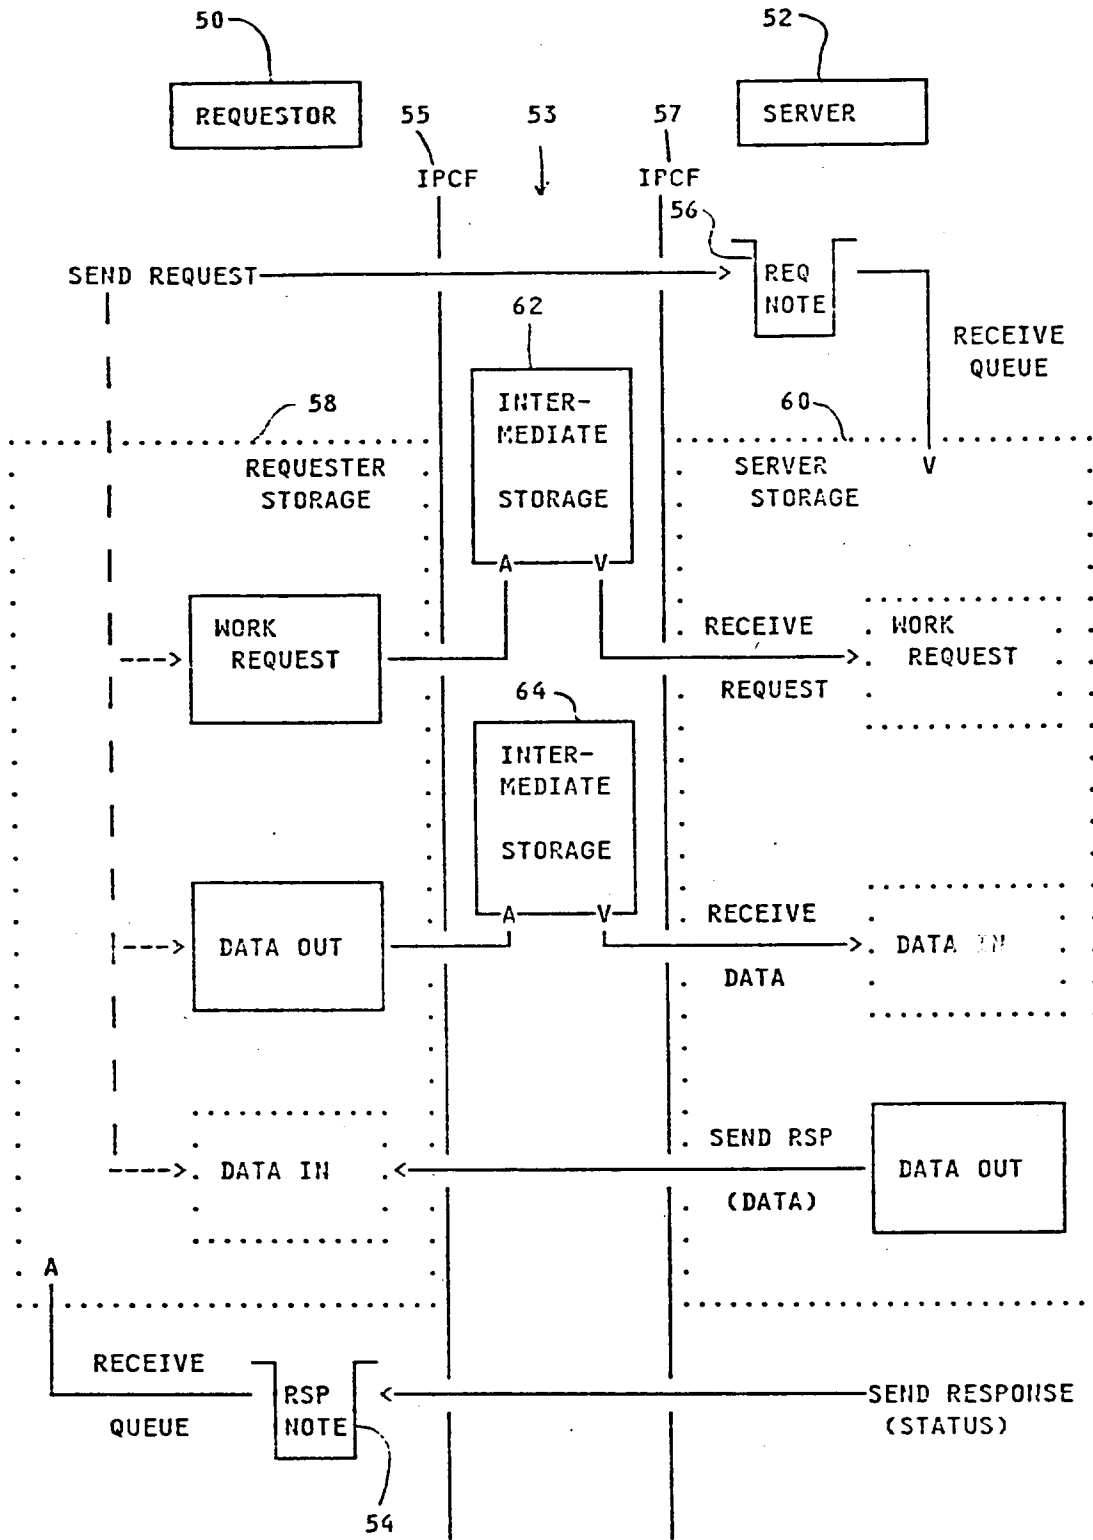 50
52
REQUESTOR
55
53
57
SERVER
IPCF
IPCF
56
SEND REQUEST
REQ
NOTE
62
RECEIVE
QUEUE
INTER-
MEDIATE
STORAGE
58
60
REQUESTER
STORAGE
SERVER
STORAGE
V
A
V
WORK
REQUEST
RECEIVE
REQUEST
WORK
REQUEST
64
INTER-
MEDIATE
STORAGE
A
V
DATA OUT
RECEIVE
DATA
DATA IN
SEND RSP
(DATA)
DATA IN
DATA OUT
A
RECEIVE
QUEUE
RSP
NOTE
SEND RESPONSE
(STATUS)
54